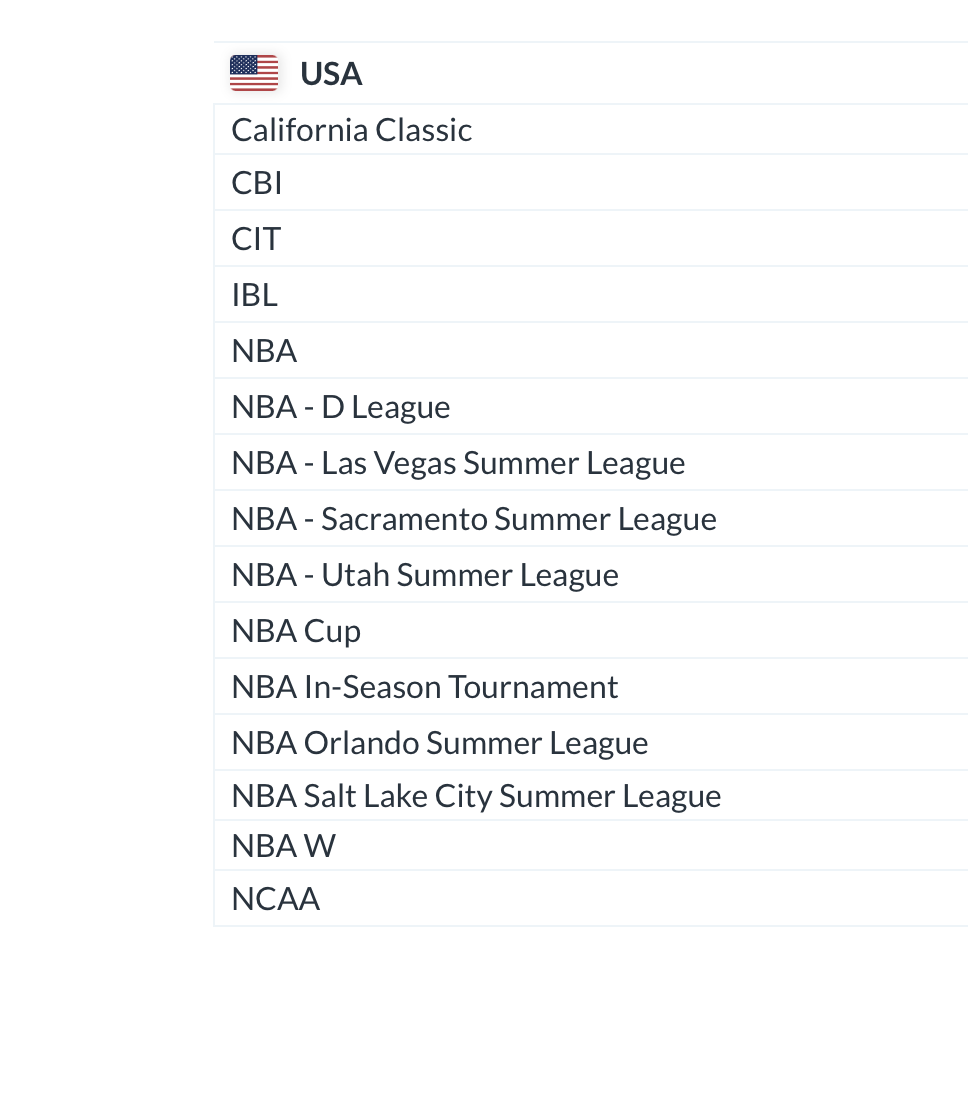 USA
California Classic
CBI
CIT
IBL
NBA
NBA - D League
NBA - Las Vegas Summer League
NBA - Sacramento Summer League
NBA - Utah Summer League
NBA Cup
NBA In-Season Tournament
NBA Orlando Summer League
NBA Salt Lake City Summer League
NBA W
NCAA